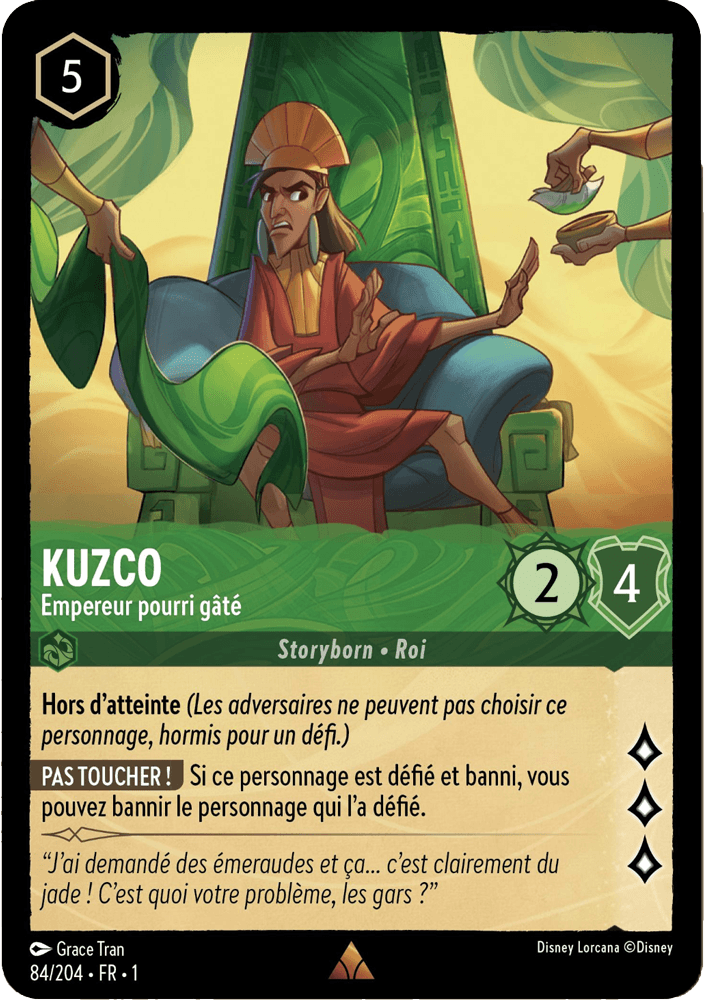 5
KUZCO
Empereur pourri gâté
2
4
Storyborn • Roi
Hors d’atteinte (Les adversaires ne peuvent pas choisir ce
personnage, hormis pour un défi.)
PAS TOUCHER ! Si ce personnage est défié et banni, vous
pouvez bannir le personnage qui l’a défié.
“J’ai demandé des émeraudes et ça... c’est clairement du
jade ! C’est quoi votre problème, les gars ?”
Grace Tran
Disney Lorcana ©Disney
84/204 • FR • 1